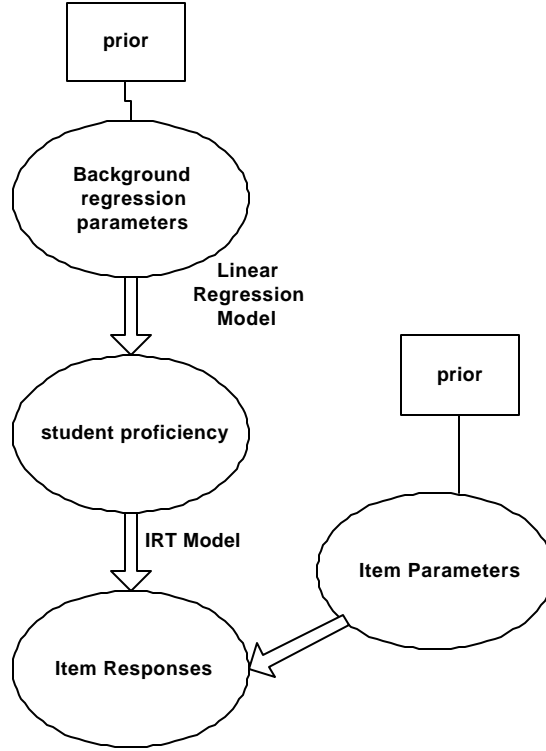 prior
Background
regression
parameters
Linear
Regression
Model
prior
student proficiency
IRT Model
Item Parameters
Item Responses